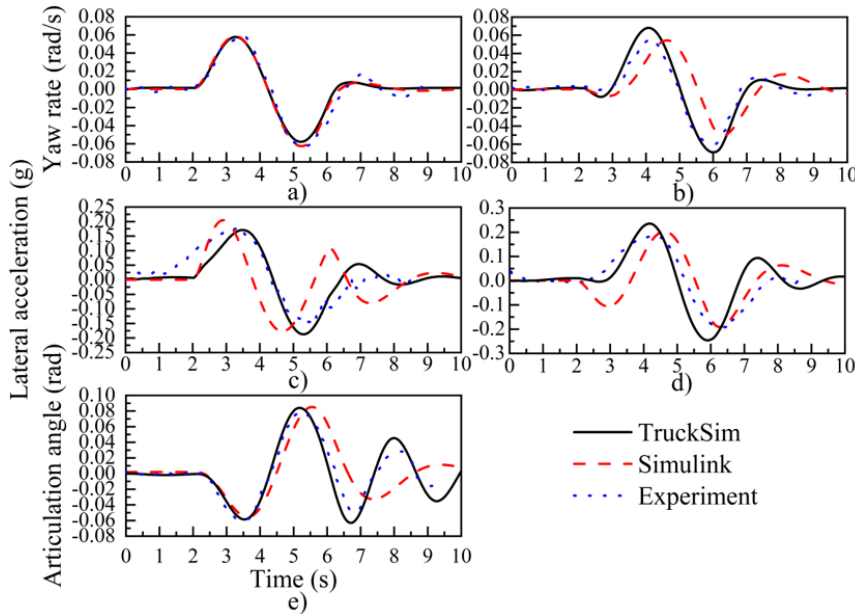 Yaw rate (rad/s)
0.08
0.06
0.04
0.02
0.00
-0.02
-0.04
-0.06
-0.08
0 1 2 3 4 5 6 7 8 9 10
a)
0.08
0.06
0.04
0.02
0.00
-0.02
-0.04
-0.06
-0.08
0 1 2 3 4 5 6 7 8 9 10
b)
Lateral acceleration (g)
0.25
0.20
0.15
0.10
0.05
0.00
-0.05
-0.10
-0.15
-0.20
-0.25
0 1 2 3 4 5 6 7 8 9 10
c)
0.3
0.2
0.1
0.0
-0.1
-0.2
-0.3
0 1 2 3 4 5 6 7 8 9 10
d)
Articulation angle (rad)
0.10
0.08
0.06
0.04
0.02
0.00
-0.02
-0.04
-0.06
-0.08
0 1 2 3 4 5 6 7 8 9 10
Time (s)
e)
TruckSim
Simulink
Experiment